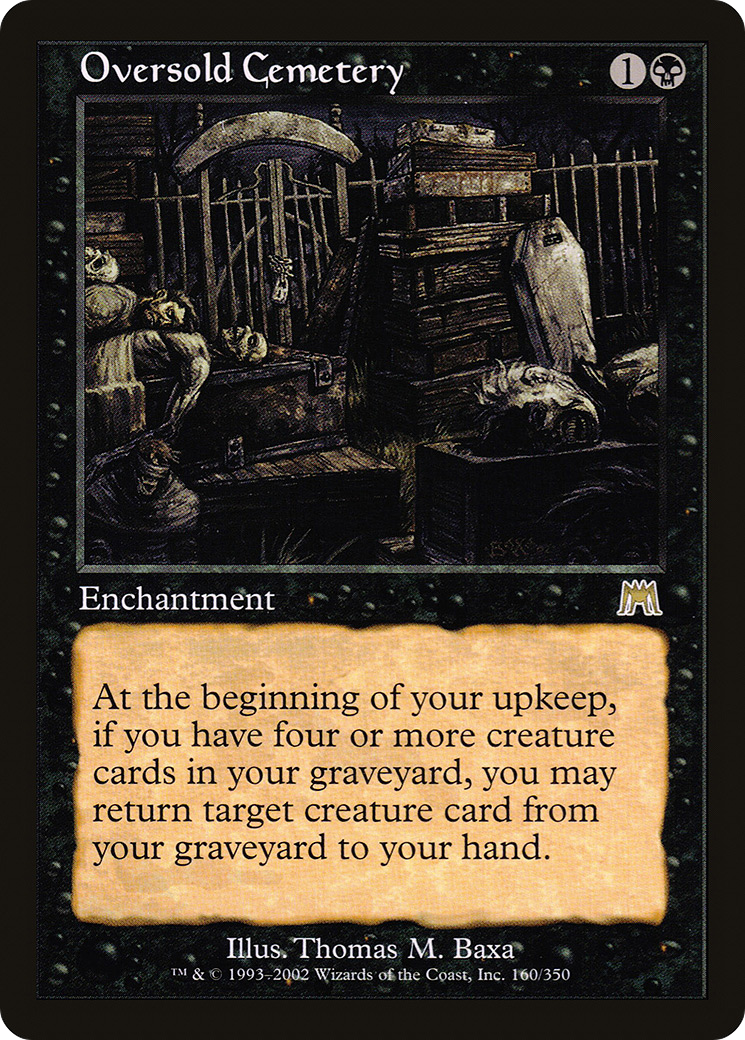 Oversold Cemetery 1
BAXA
Enchantment
At the beginning of your upkeep,
if you have four or more creature
cards in your graveyard, you may
return target creature card from
your graveyard to your hand.
Illus. Thomas M. Baxa
™ & © 1993–2002 Wizards of the Coast, Inc. 160/350